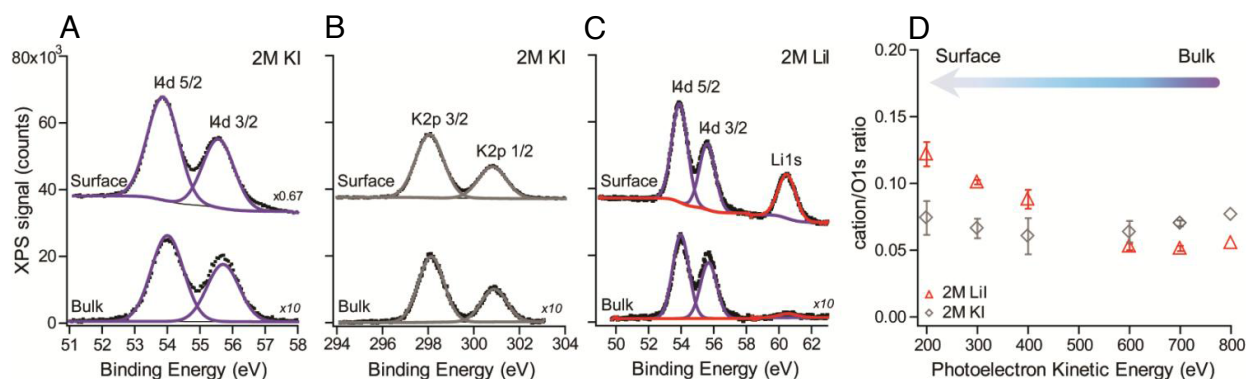 A
80x10³
2M KI
I4d 5/2
I4d 3/2
60
40
Surface
x0.67
20
Bulk
x10
0
51 52 53 54 55 56 57 58
Binding Energy (eV)
XPS signal (counts)
B
2M KI
K2p 3/2
K2p 1/2
Surface
Bulk
x10
294 296 298 300 302 304
Binding Energy (eV)
C
2M LiI
I4d 5/2
I4d 3/2
Li1s
Surface
Bulk
x10
50 52 54 56 58 60 62
Binding Energy (eV)
D
0.20
Surface
Bulk
0.15
0.10
0.05
2M LiI
2M KI
0.00
200 300 400 500 600 700 800
Photoelectron Kinetic Energy (eV)
cation/O1s ratio